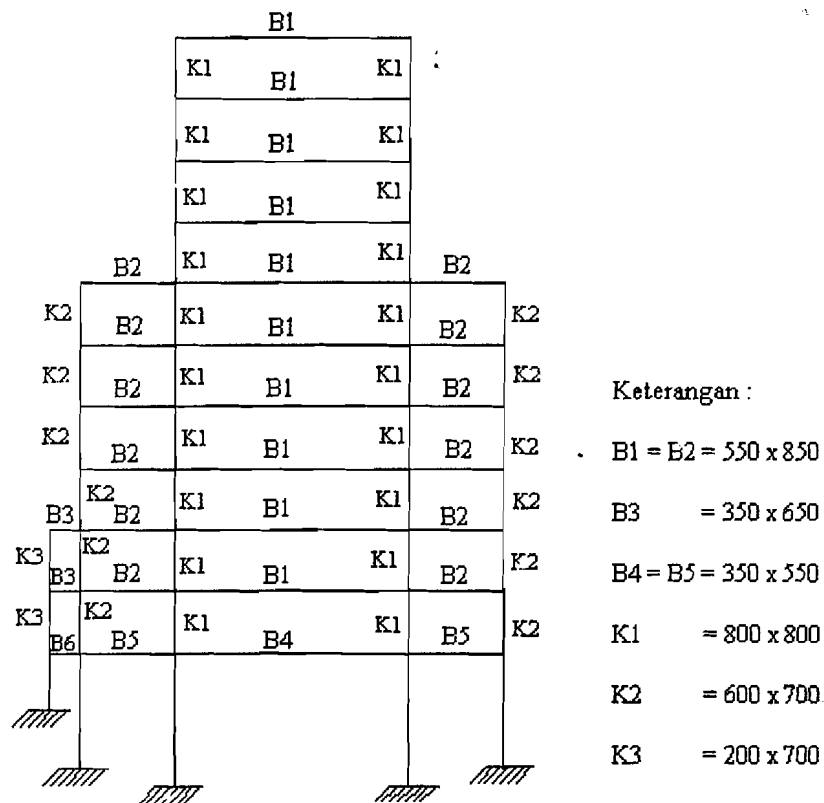 B1
K1 K1
B1
K1 B1 K1
K1 B1 K1
B2 K1 B1 K1 B2
K2 B2 K1 B1 K1 B2 K2
K2 B2 K1 B1 K1 B2 K2
K2 B2 K1 B1 K1 B2 K2
B3 K2 B2 K1 B1 K1 B2 K2
K3 B3 K2 B2 K1 B1 K1 B2 K2
K3 B6 K2 B5 K1 B4 K1 B5 K2
Keterangan :
B1 = B2 = 550 x 850
B3 = 350 x 650
B4 = B5 = 350 x 550
K1 = 800 x 800
K2 = 600 x 700
K3 = 200 x 700